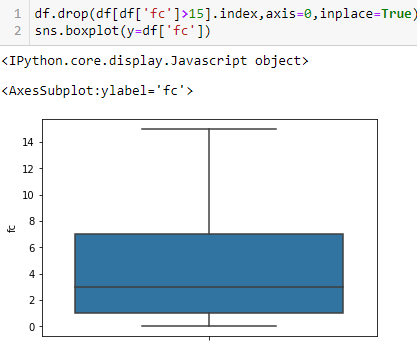 1 df.drop(df[df['fc']>15].index,axis=0,inplace=True)
2 sns.boxplot(y=df['fc'])
<IPython.core.display.Javascript object>
<AxesSubplot:ylabel='fc'>
14
12
10
8
fc
6
4
2
0